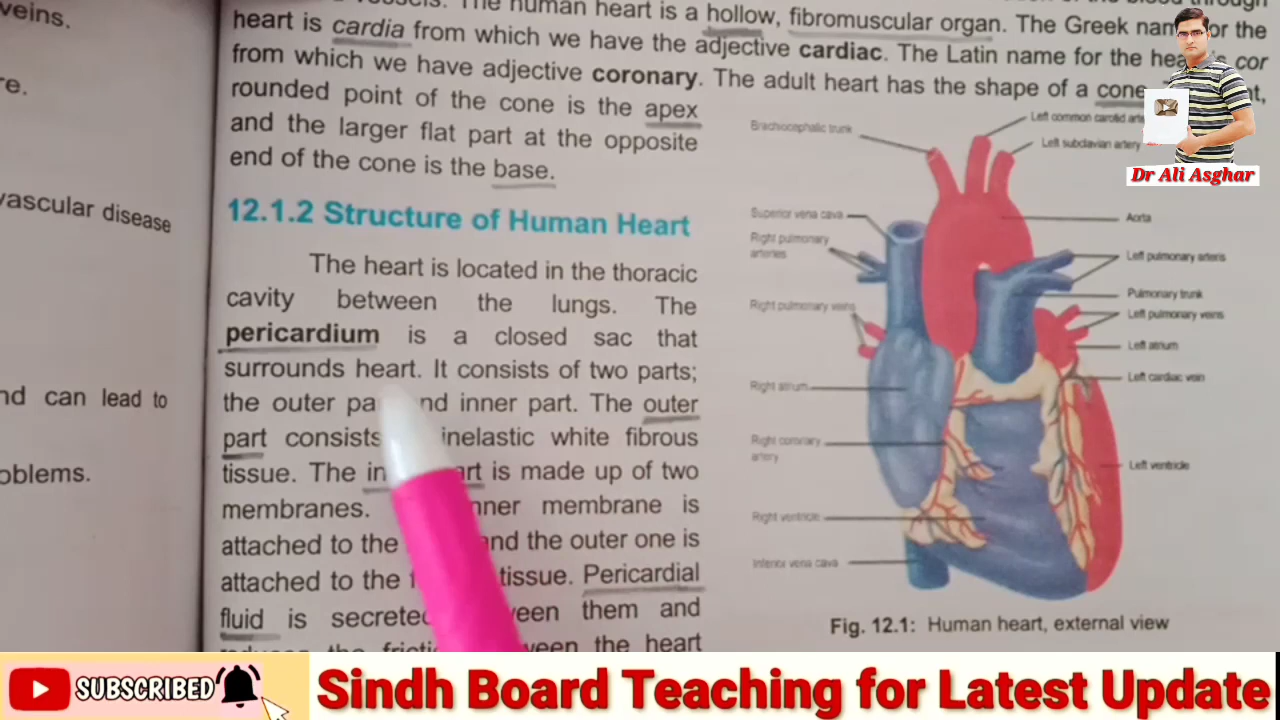 veins.
re.
vascular disease
nd can lead to
oblems.
The human heart is a hollow, fibromuscular organ. The Greek
heart is cardia from which we have the adjective cardiac. The Latin name for the cor
from which we have adjective coronary. The adult heart has the shape of a cone
rounded point of the cone is the apex
and the larger flat part at the opposite
end of the cone is the base.
12.1.2 Structure of Human Heart
The heart is located in the thoracic
cavity between the lungs. The
pericardium is a closed sac that
surrounds heart. It consists of two parts;
the outer pa nd inner part. The outer
part consists inelastic white fibrous
tissue. The in art is made up of two
membranes. nner membrane is
attached to the and the outer one is
attached to the tissue. Pericardial
fluid is secrete een them and
the ween the heart
Brachiocephalic trunk
Left common carotid
Left subclavian artery
Superior vena cava
Aorta
Right pulmonary
arteries
Left pulmonary arteris
Pulmonary trunk
Right pulmonary veins
Left pulmonary veins
Left atrium
Left cardiac vein
Right atrium
Right coronary
artery
Left ventricle
Right ventricle
Inferior vena cava
Fig. 12.1: Human heart, external view
Dr Ali Asghar
SUBSCRIBED
Sindh Board Teaching for Latest Update